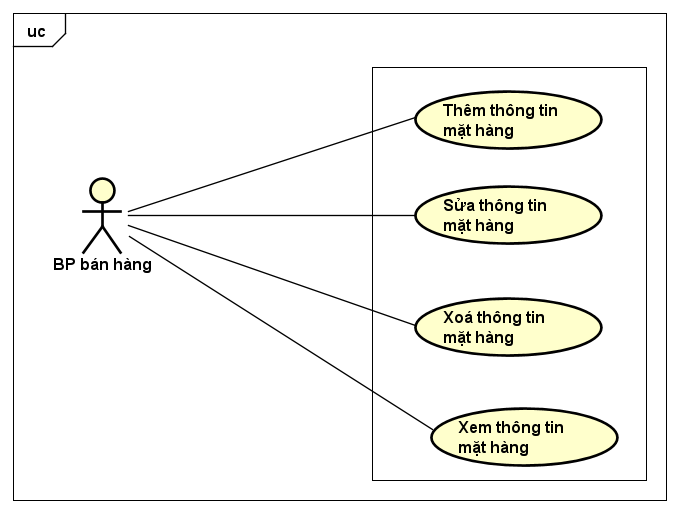 uc
Thêm thông tin
mặt hàng
Sửa thông tin
mặt hàng
BP bán hàng
Xoá thông tin
mặt hàng
Xem thông tin
mặt hàng